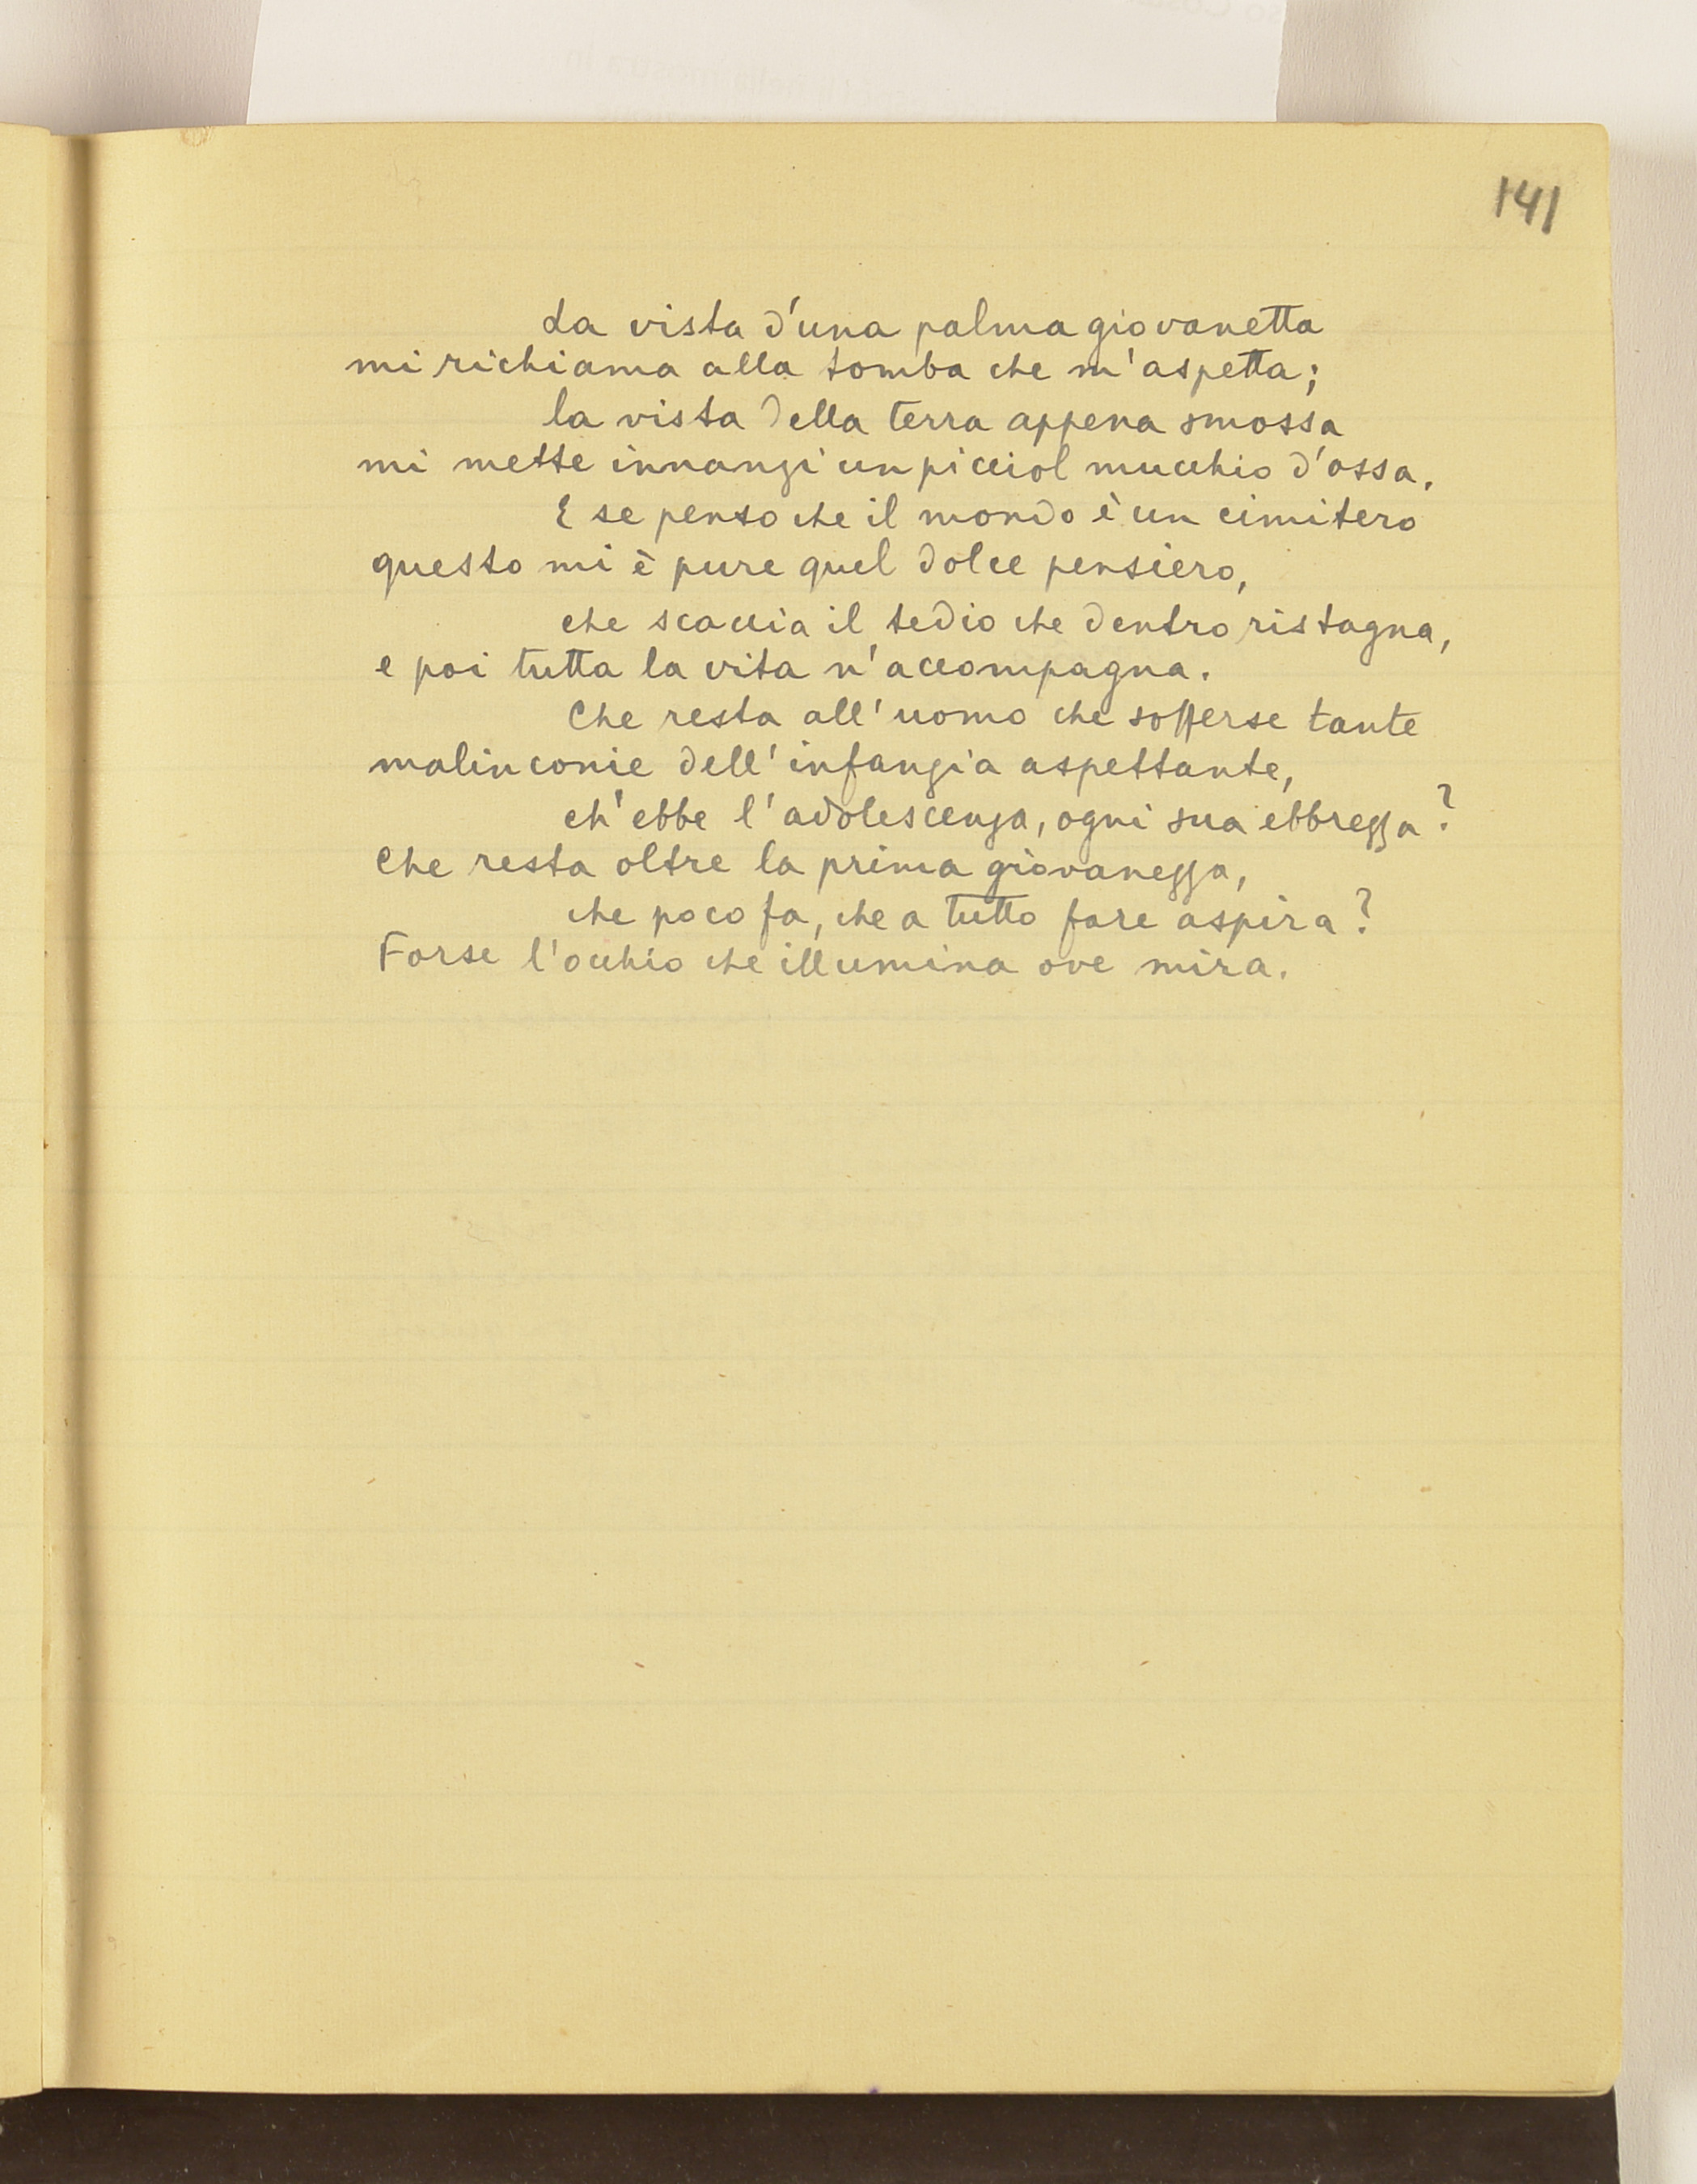 141
La vista d'una palma giovanetta
mi richiama alla tomba che m'aspetta;
la vista della terra appena smossa
mi mette innanzi un picciol mucchio d'ossa.
E se penso che il mondo è un cimitero
questo mi è pure quel dolce pensiero,
che scaccia il tedio che dentro ristagna,
e poi tutta la vita n'accompagna.
Che resta all'uomo che sofferse tante
malinconie dell'infanzia aspettante,
ch'ebbe l'adolescenza, ogni sua ebbrezza?
Che resta oltre la prima giovanezza,
che poco fa, che a tutto fare aspira?
Forse l'occhio che illumina ove mira.